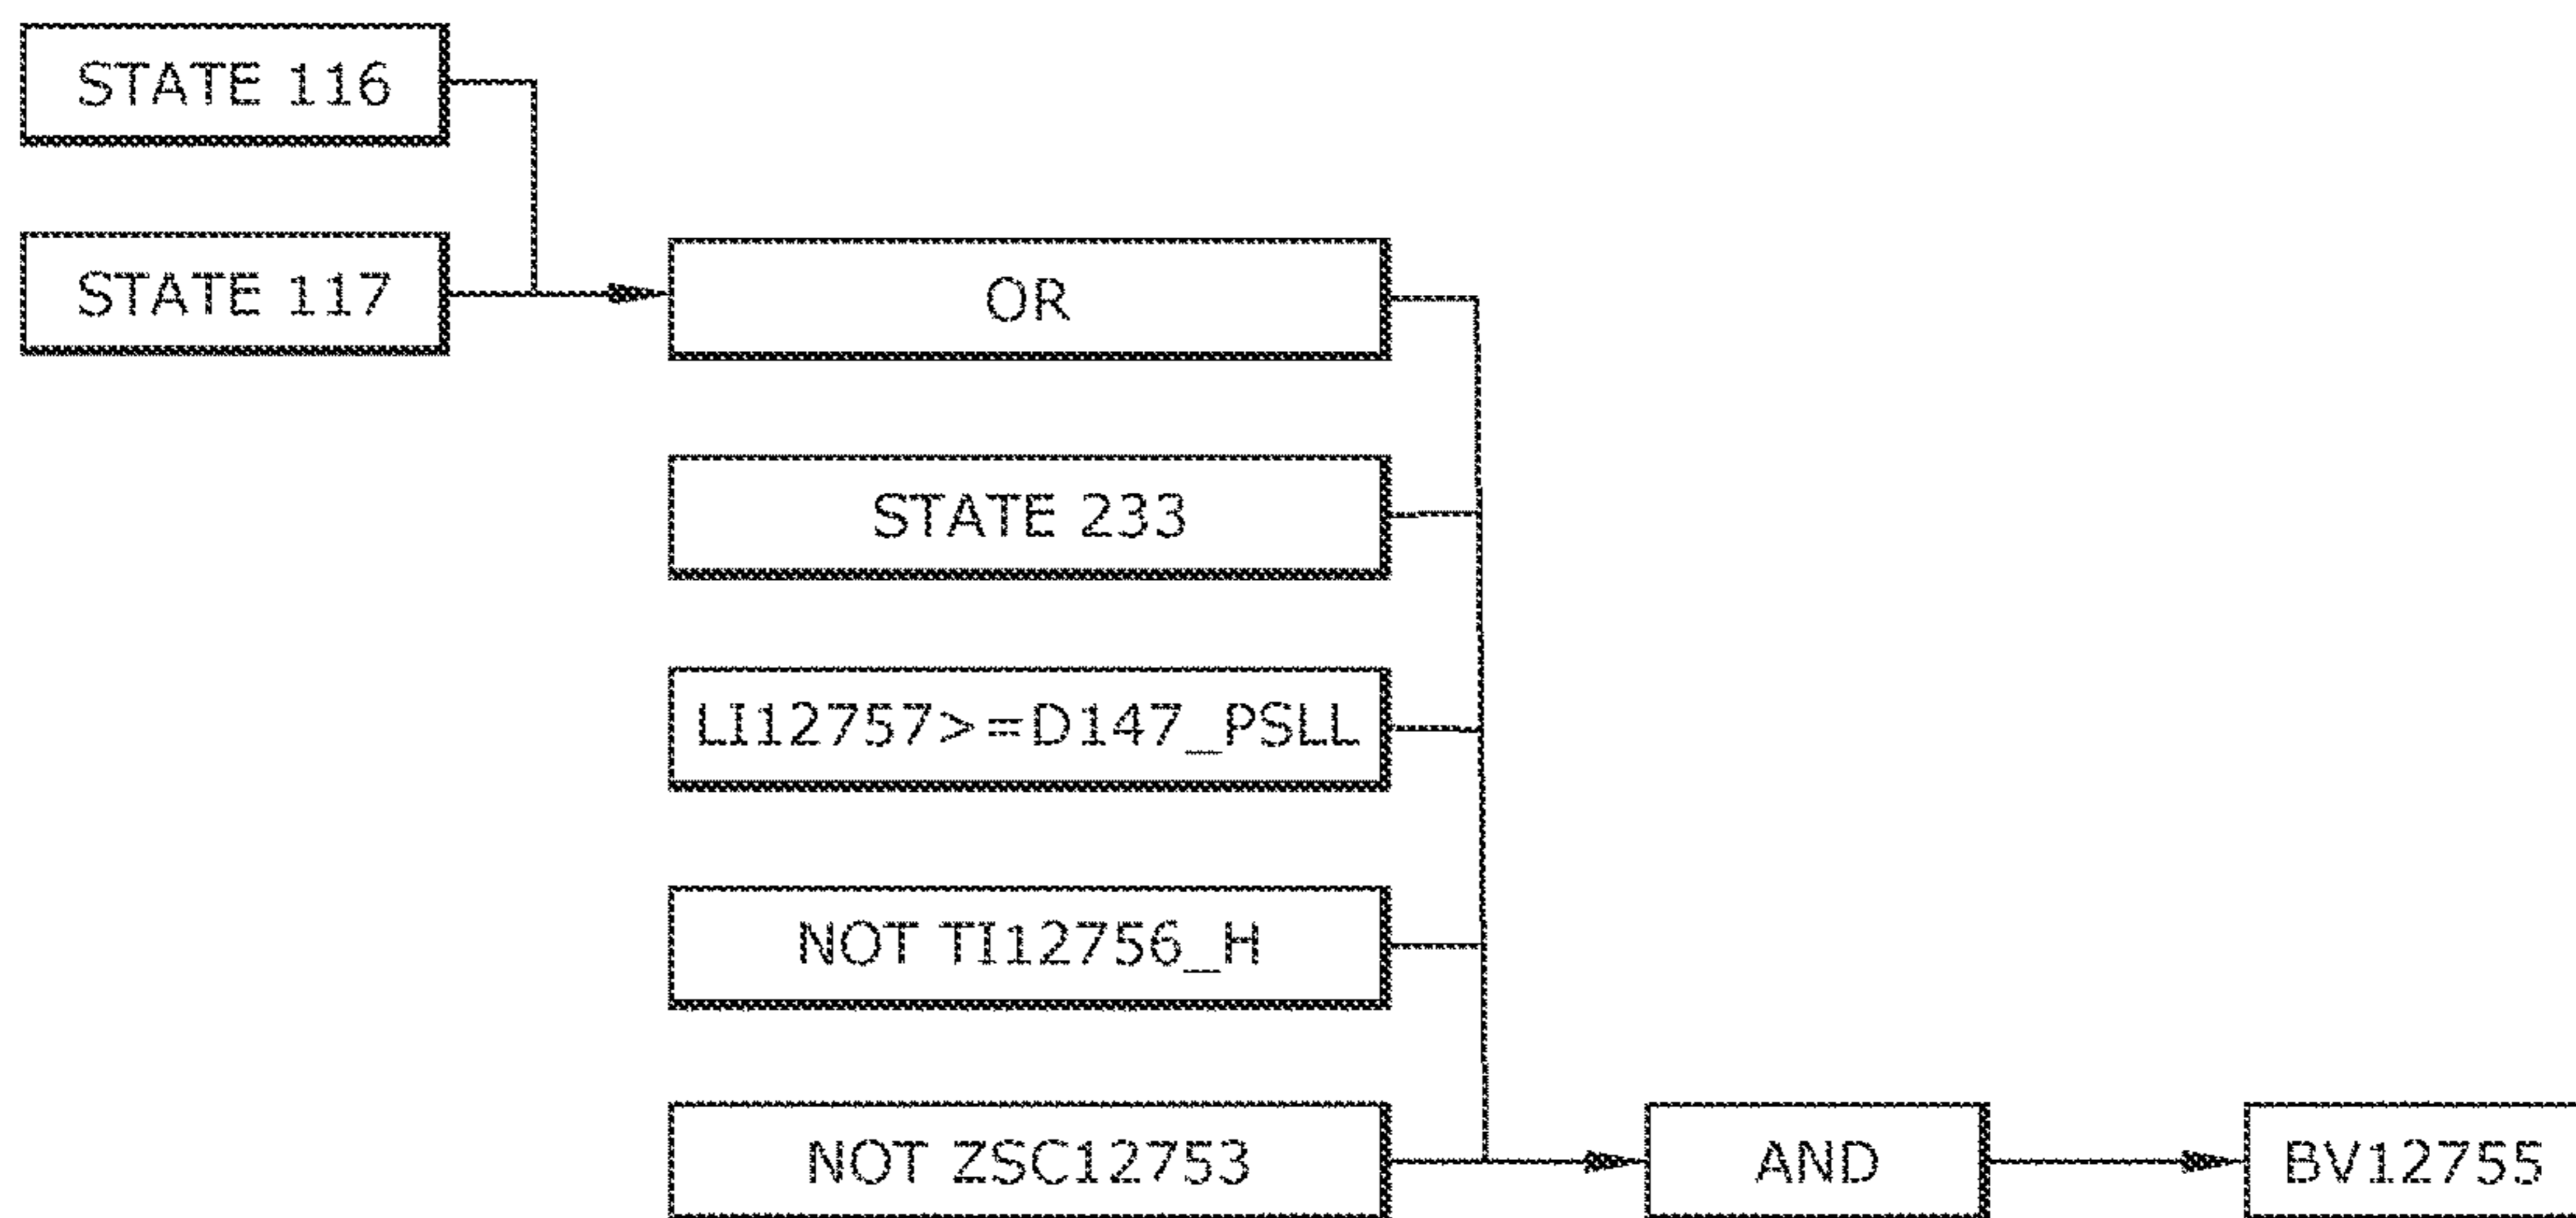 STATE 116
STATE 117
OR
STATE 233
LI12757>=D147_PSLL
NOT TI12756_H
NOT ZSC12753
AND
BV12755